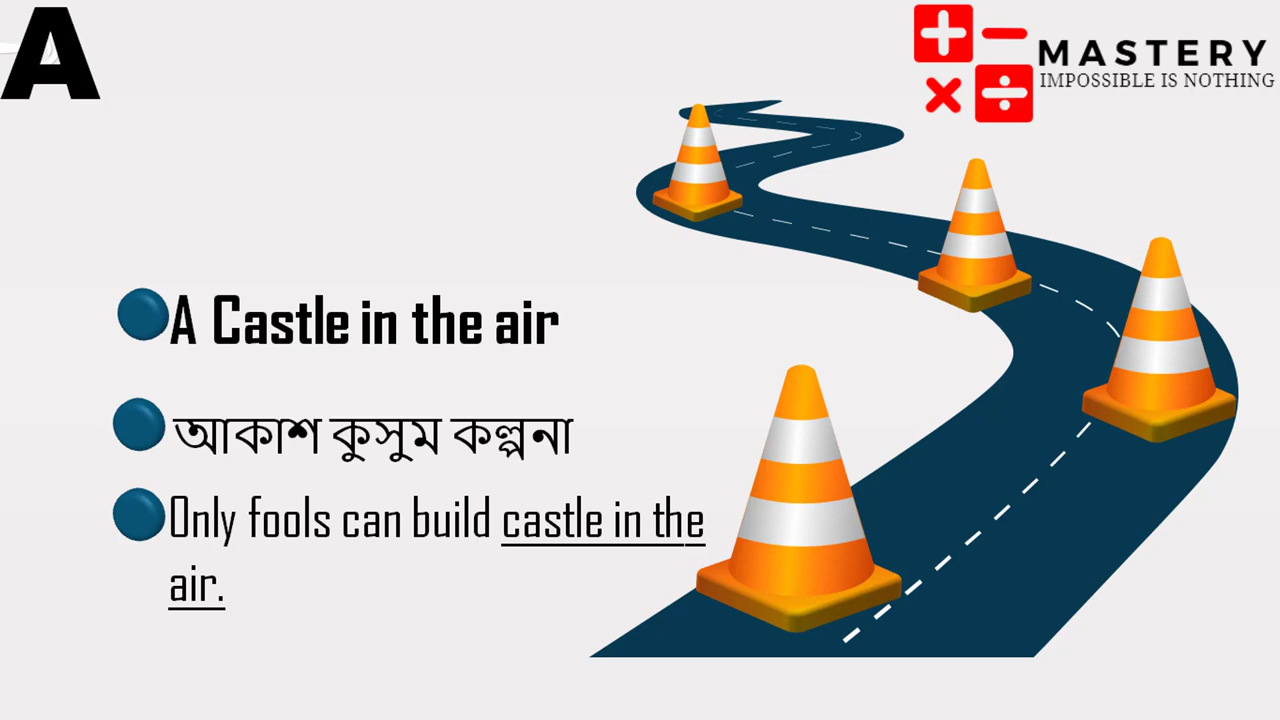 A
MASTERY
IMPOSSIBLE IS NOTHING
A Castle in the air
আকাশ কুসুম কল্পনা
Only fools can build castle in the
air.